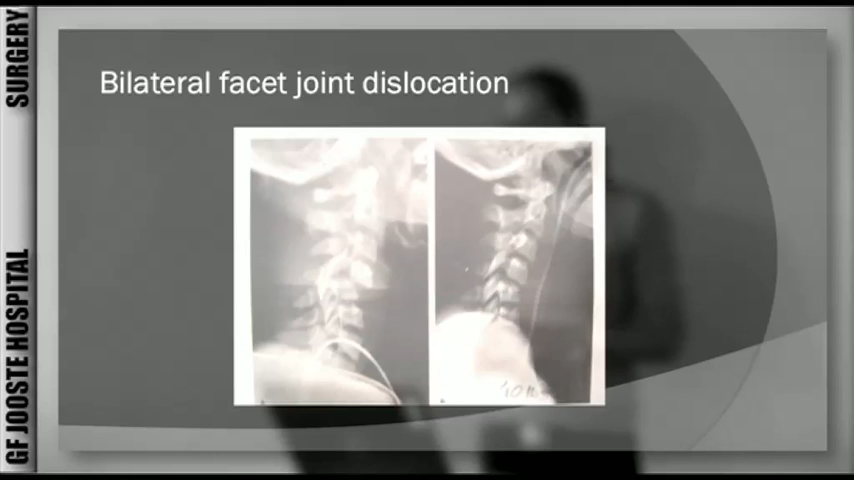 SURGERY
GF JOOSTE HOSPITAL
Bilateral facet joint dislocation